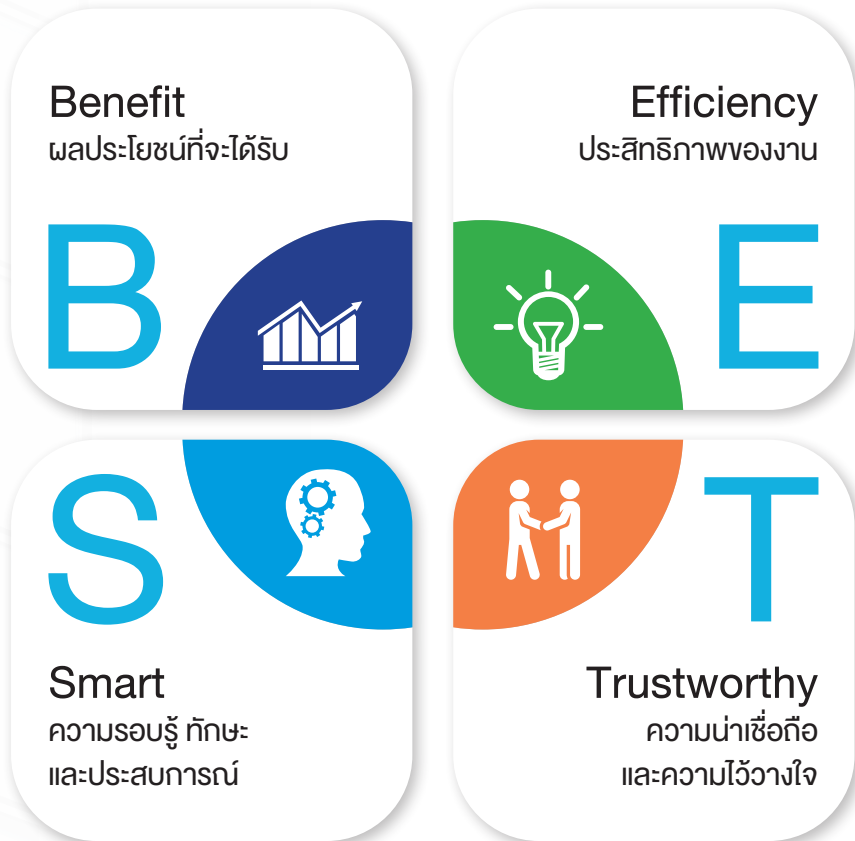 Benefit
ผลประโยชน์ที่จะได้รับ
B
Efficiency
ประสิทธิภาพของงาน
E
S
Smart
ความรอบรู้ ทักษะ
และประสบการณ์
T
Trustworthy
ความน่าเชื่อถือ
และความไว้วางใจ